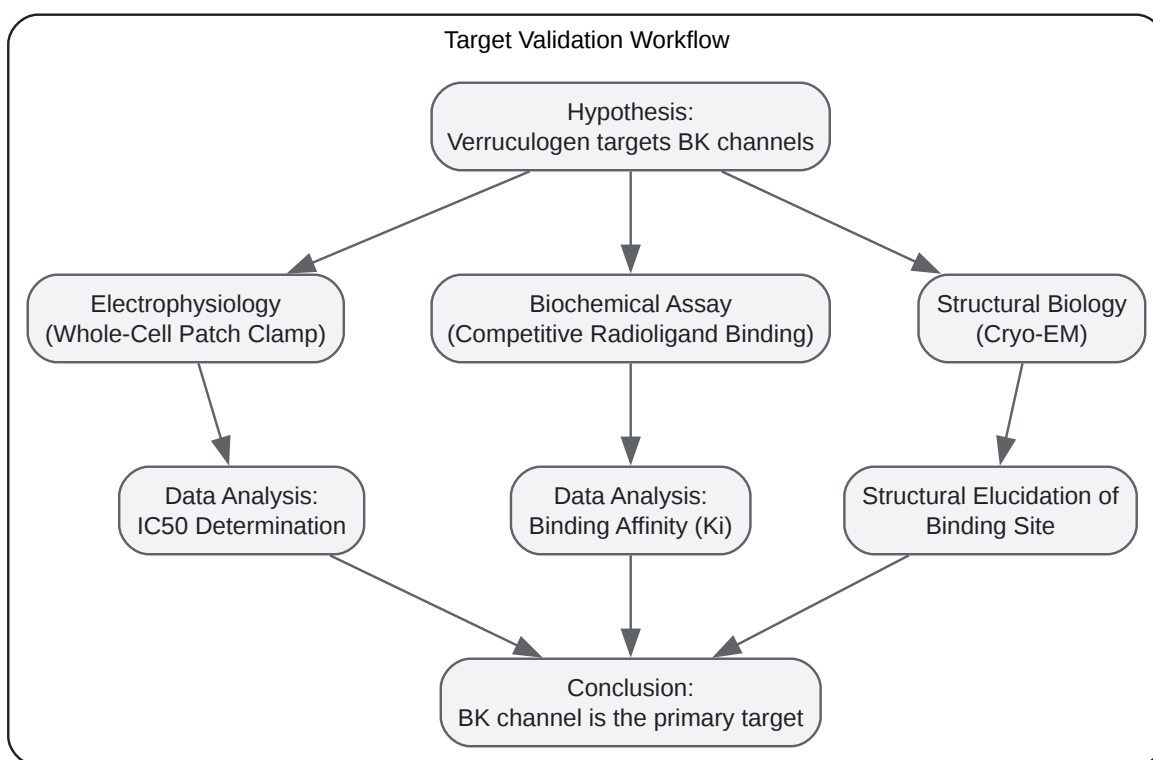 Target Validation Workflow
Hypothesis:
Verruculogen targets BK channels
Electrophysiology
(Whole-Cell Patch Clamp)
Biochemical Assay
(Competitive Radioligand Binding)
Structural Biology
(Cryo-EM)
Data Analysis:
IC50 Determination
Data Analysis:
Binding Affinity (Ki)
Structural Elucidation of
Binding Site
Conclusion:
BK channel is the primary target